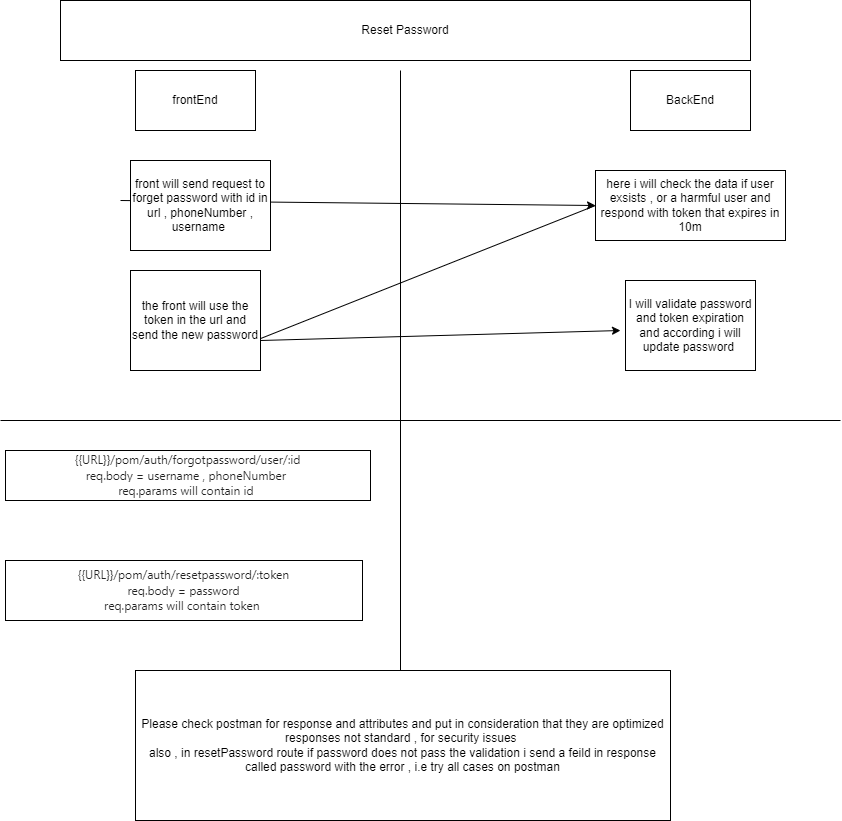 Reset Password
frontEnd
BackEnd
front will send request to
forget password with id in
url , phoneNumber ,
username
here i will check the data if user
exsists , or a harmful user and
respond with token that expires in
10m
the front will use the
token in the url and
send the new password
I will validate password
and token expiration
and according i will
update password
{{URL}}/pom/auth/forgotpassword/user/:id
req.body = username , phoneNumber
req.params will contain id
{{URL}}/pom/auth/resetpassword/:token
req.body = password
req.params will contain token
Please check postman for response and attributes and put in consideration that they are optimized
responses not standard , for security issues
also , in resetPassword route if password does not pass the validation i send a feild in response
called password with the error , i.e try all cases on postman